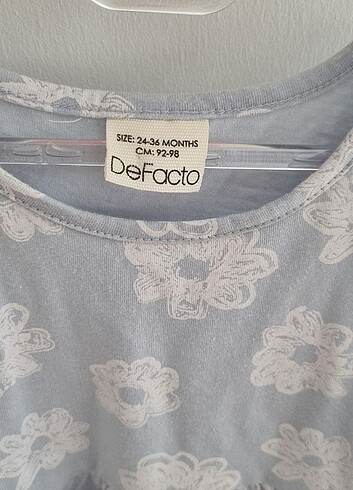 SIZE: 24-36 MONTHS
CM: 92-98
DeFacto